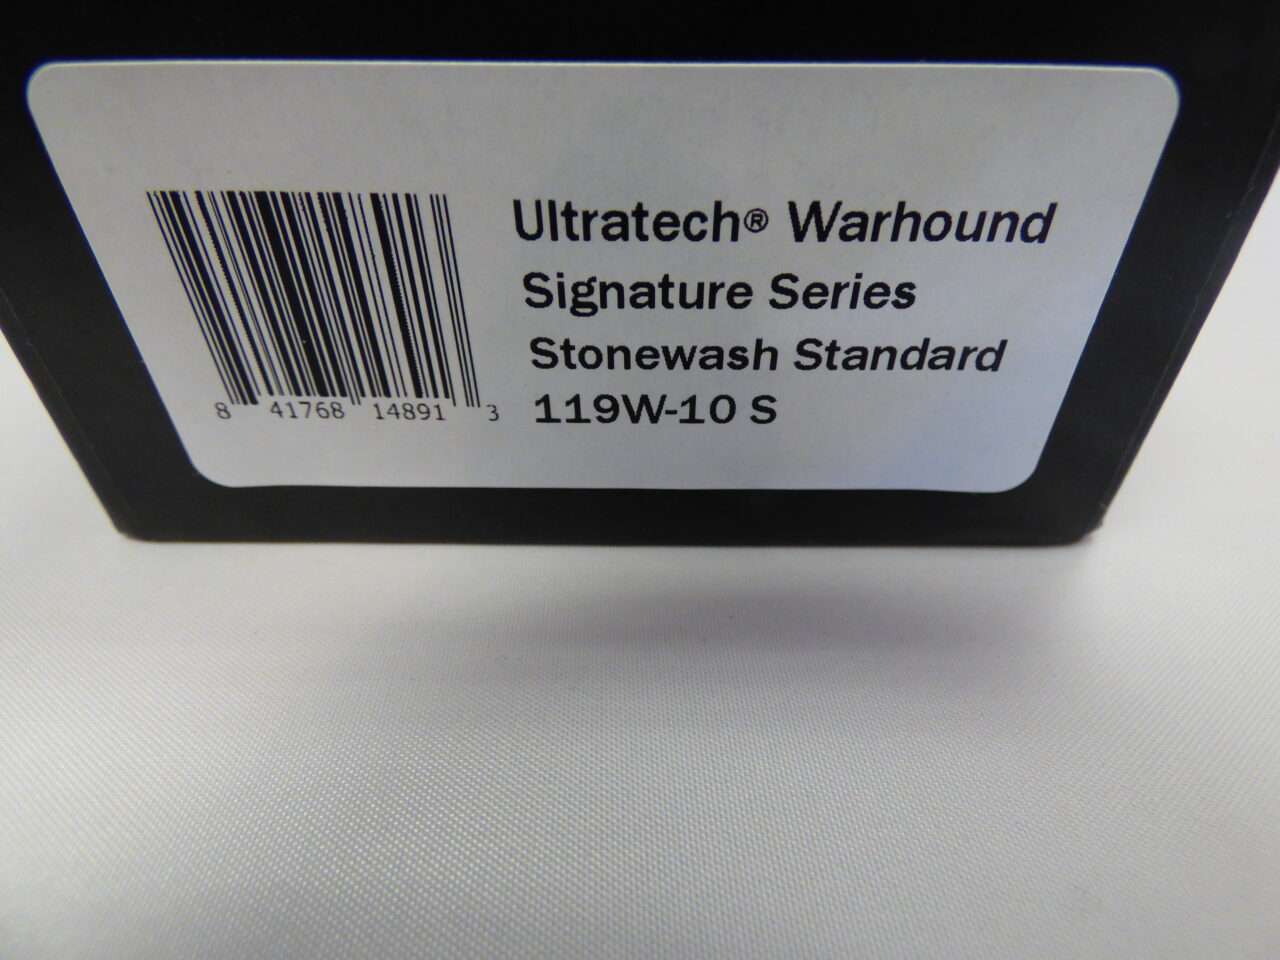 Ultratech® Warhound
Signature Series
Stonewash Standard
119W-10 S
8 41768 14891 3